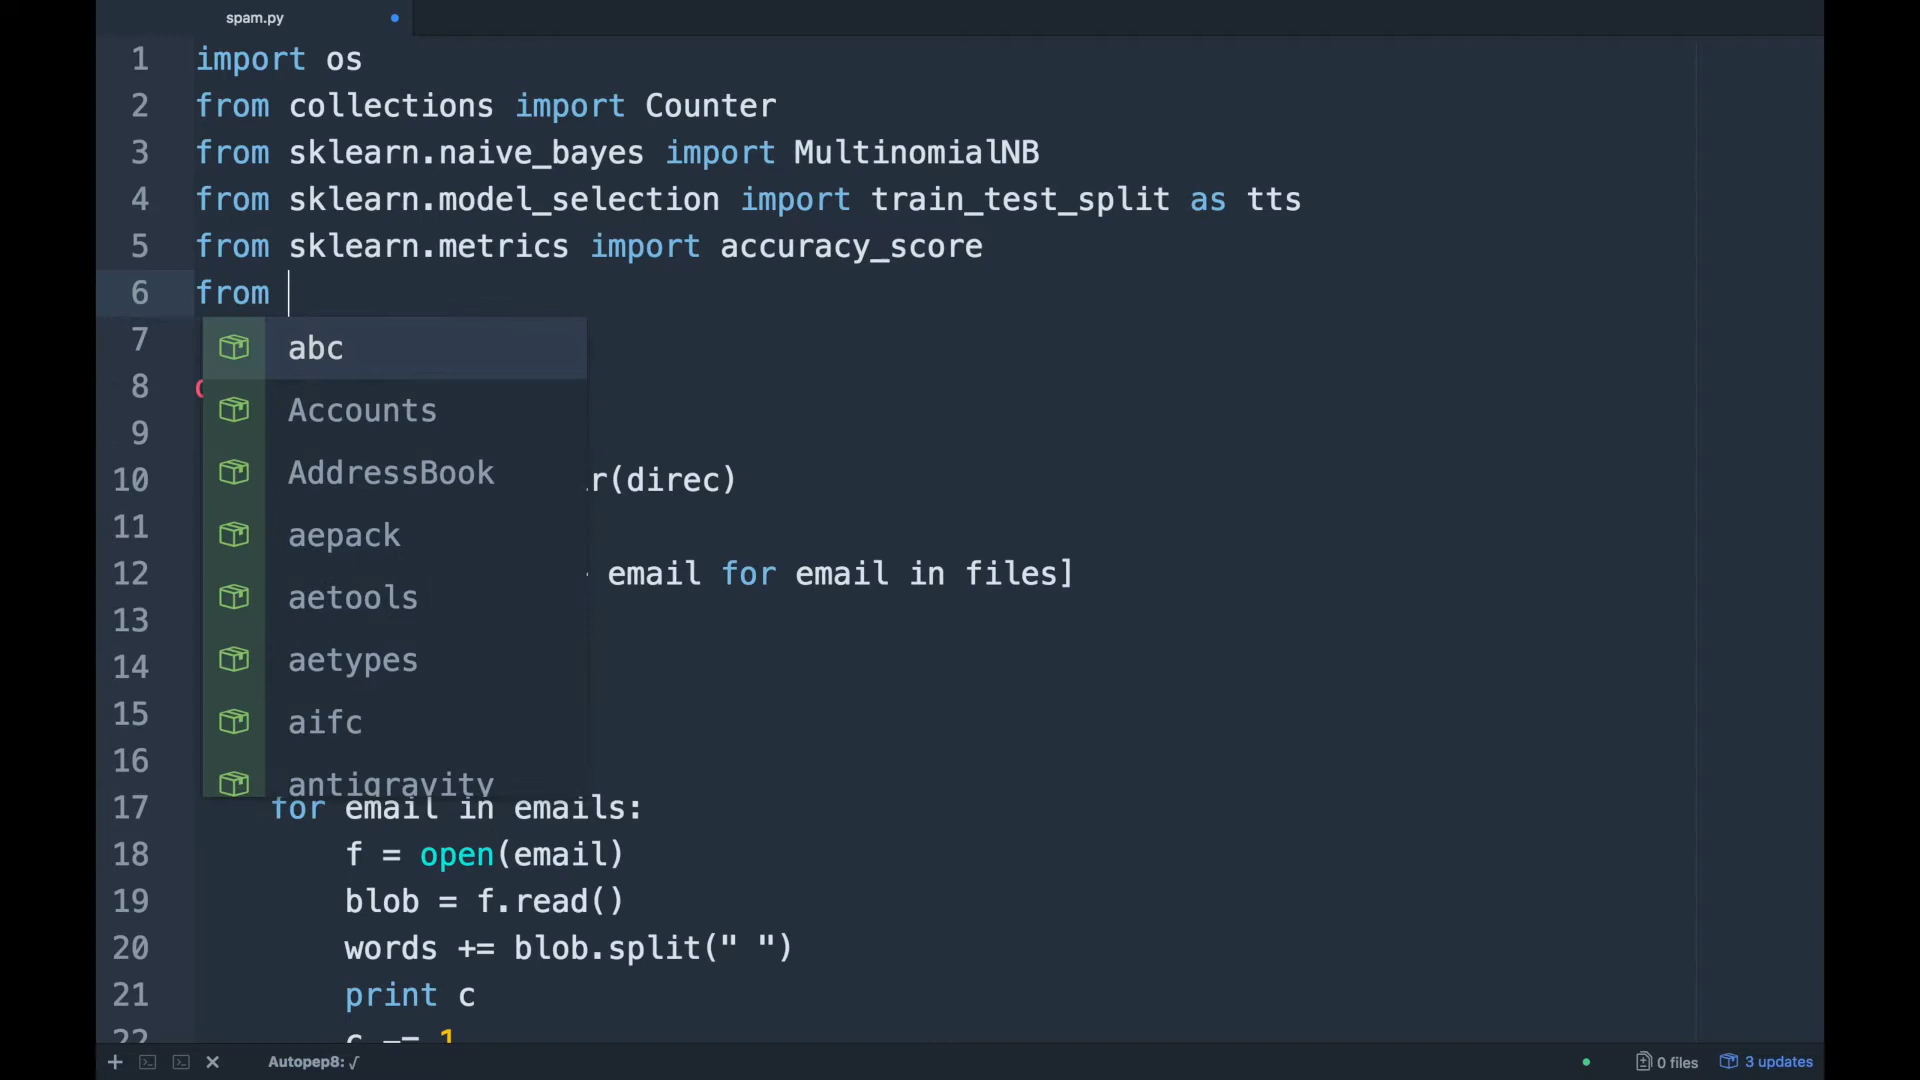 spam.py
1 import os
2 from collections import Counter
3 from sklearn.naive_bayes import MultinomialNB
4 from sklearn.model_selection import train_test_split as tts
5 from sklearn.metrics import accuracy_score
6 from
7
abc
8
Accounts
9
AddressBook
10 r(direc)
aepack
11
12 email for email in files]
aetools
13
aetypes
14
15
aifc
16
antigravity
17 for email in emails:
18 f = open(email)
19 blob = f.read()
20 words += blob.split(" ")
21 print c
22 c -= 1
Autopep8: √
0 files
3 updates